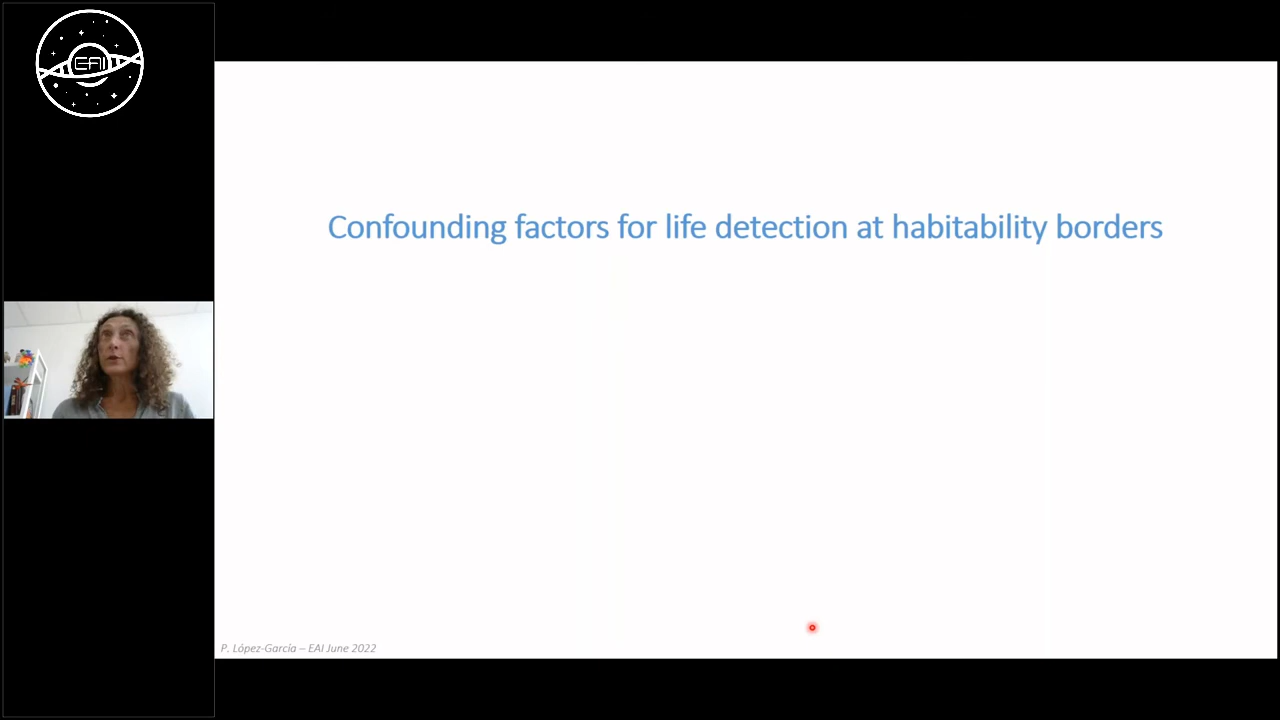 EAI
Confounding factors for life detection at habitability borders
P. López-García – EAI June 2022